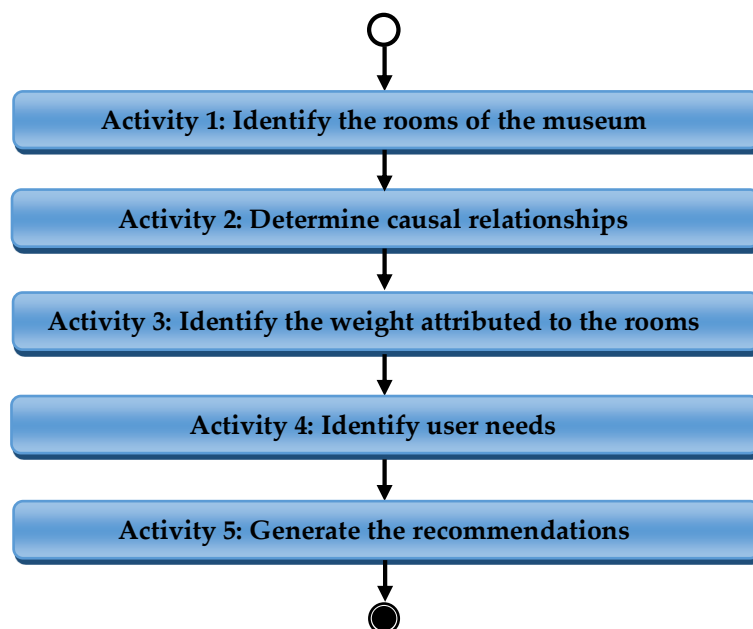 Activity 1: Identify the rooms of the museum
Activity 2: Determine causal relationships
Activity 3: Identify the weight attributed to the rooms
Activity 4: Identify user needs
Activity 5: Generate the recommendations